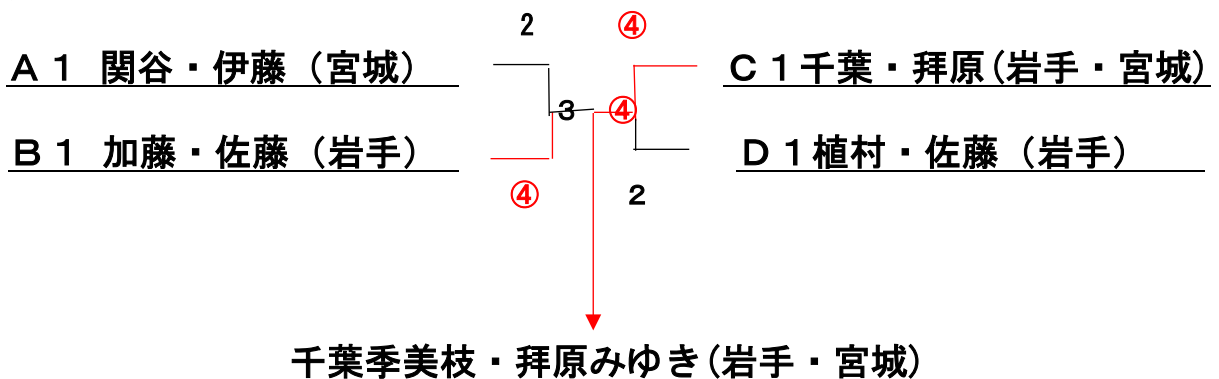 2 ④
Ａ１ 関谷・伊藤（宮城） Ｃ１千葉・拜原(岩手・宮城)
3 ④
Ｂ１ 加藤・佐藤（岩手） Ｄ１植村・佐藤（岩手）
④ 2
千葉季美枝・拜原みゆき(岩手・宮城)